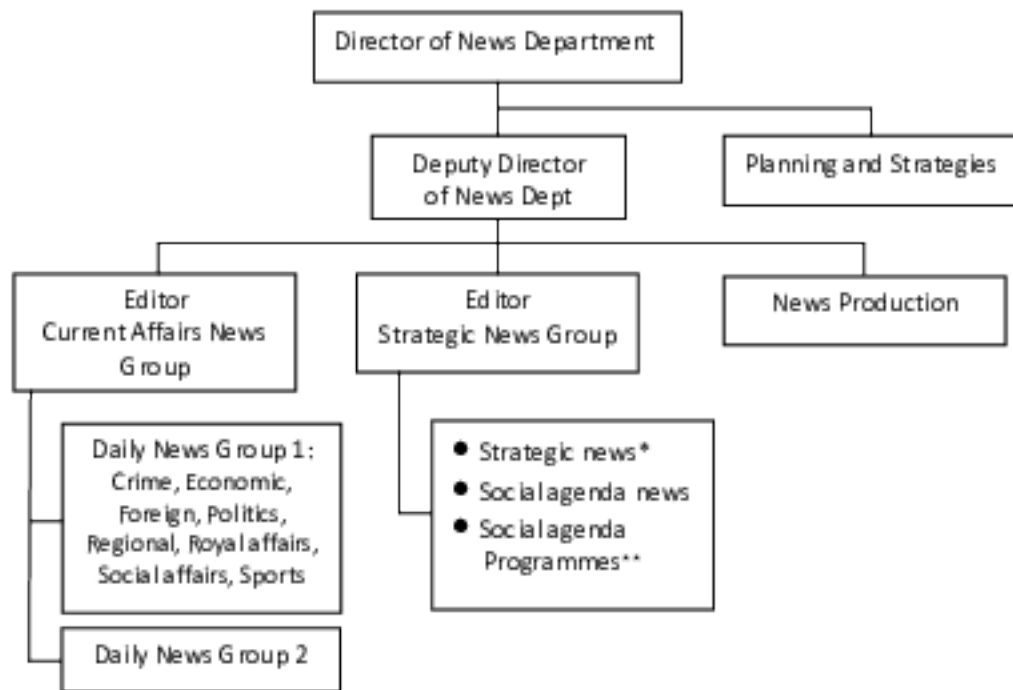 Director of News Department
Deputy Director
of News Dept
Planning and Strategies
Editor
Current Affairs News
Group
Editor
Strategic News Group
News Production
Daily News Group 1:
Crime, Economic,
Foreign, Politics,
Regional, Royal affairs,
Social affairs, Sports
● Strategic news*
● Social agenda news
● Social agenda
Programmes**
Daily News Group 2